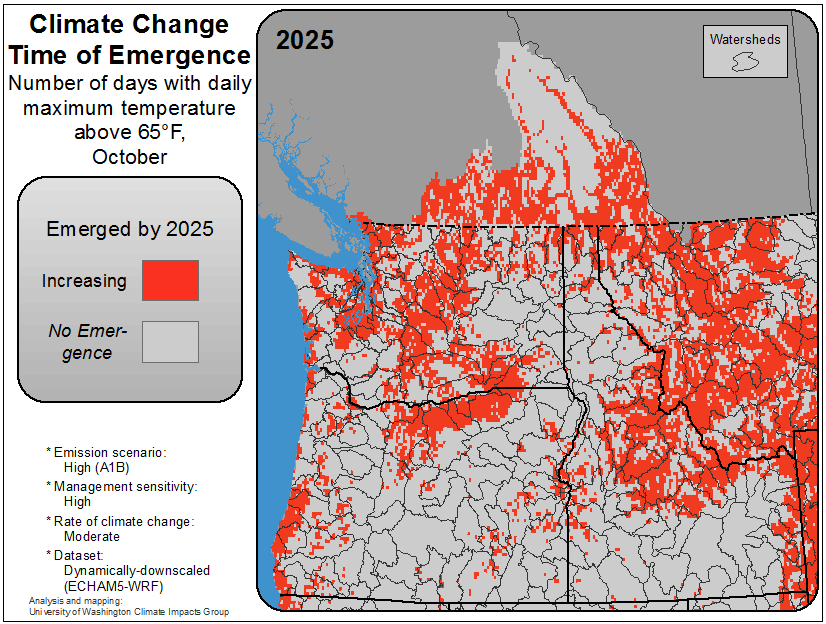 Climate Change
Time of Emergence
Number of days with daily
maximum temperature
above 65°F,
October
2025
Watersheds
Emerged by 2025
Increasing
No Emer-
gence
* Emission scenario:
High (A1B)
* Management sensitivity:
High
* Rate of climate change:
Moderate
* Dataset:
Dynamically-downscaled
(ECHAM5-WRF)
Analysis and mapping:
University of Washington Climate Impacts Group